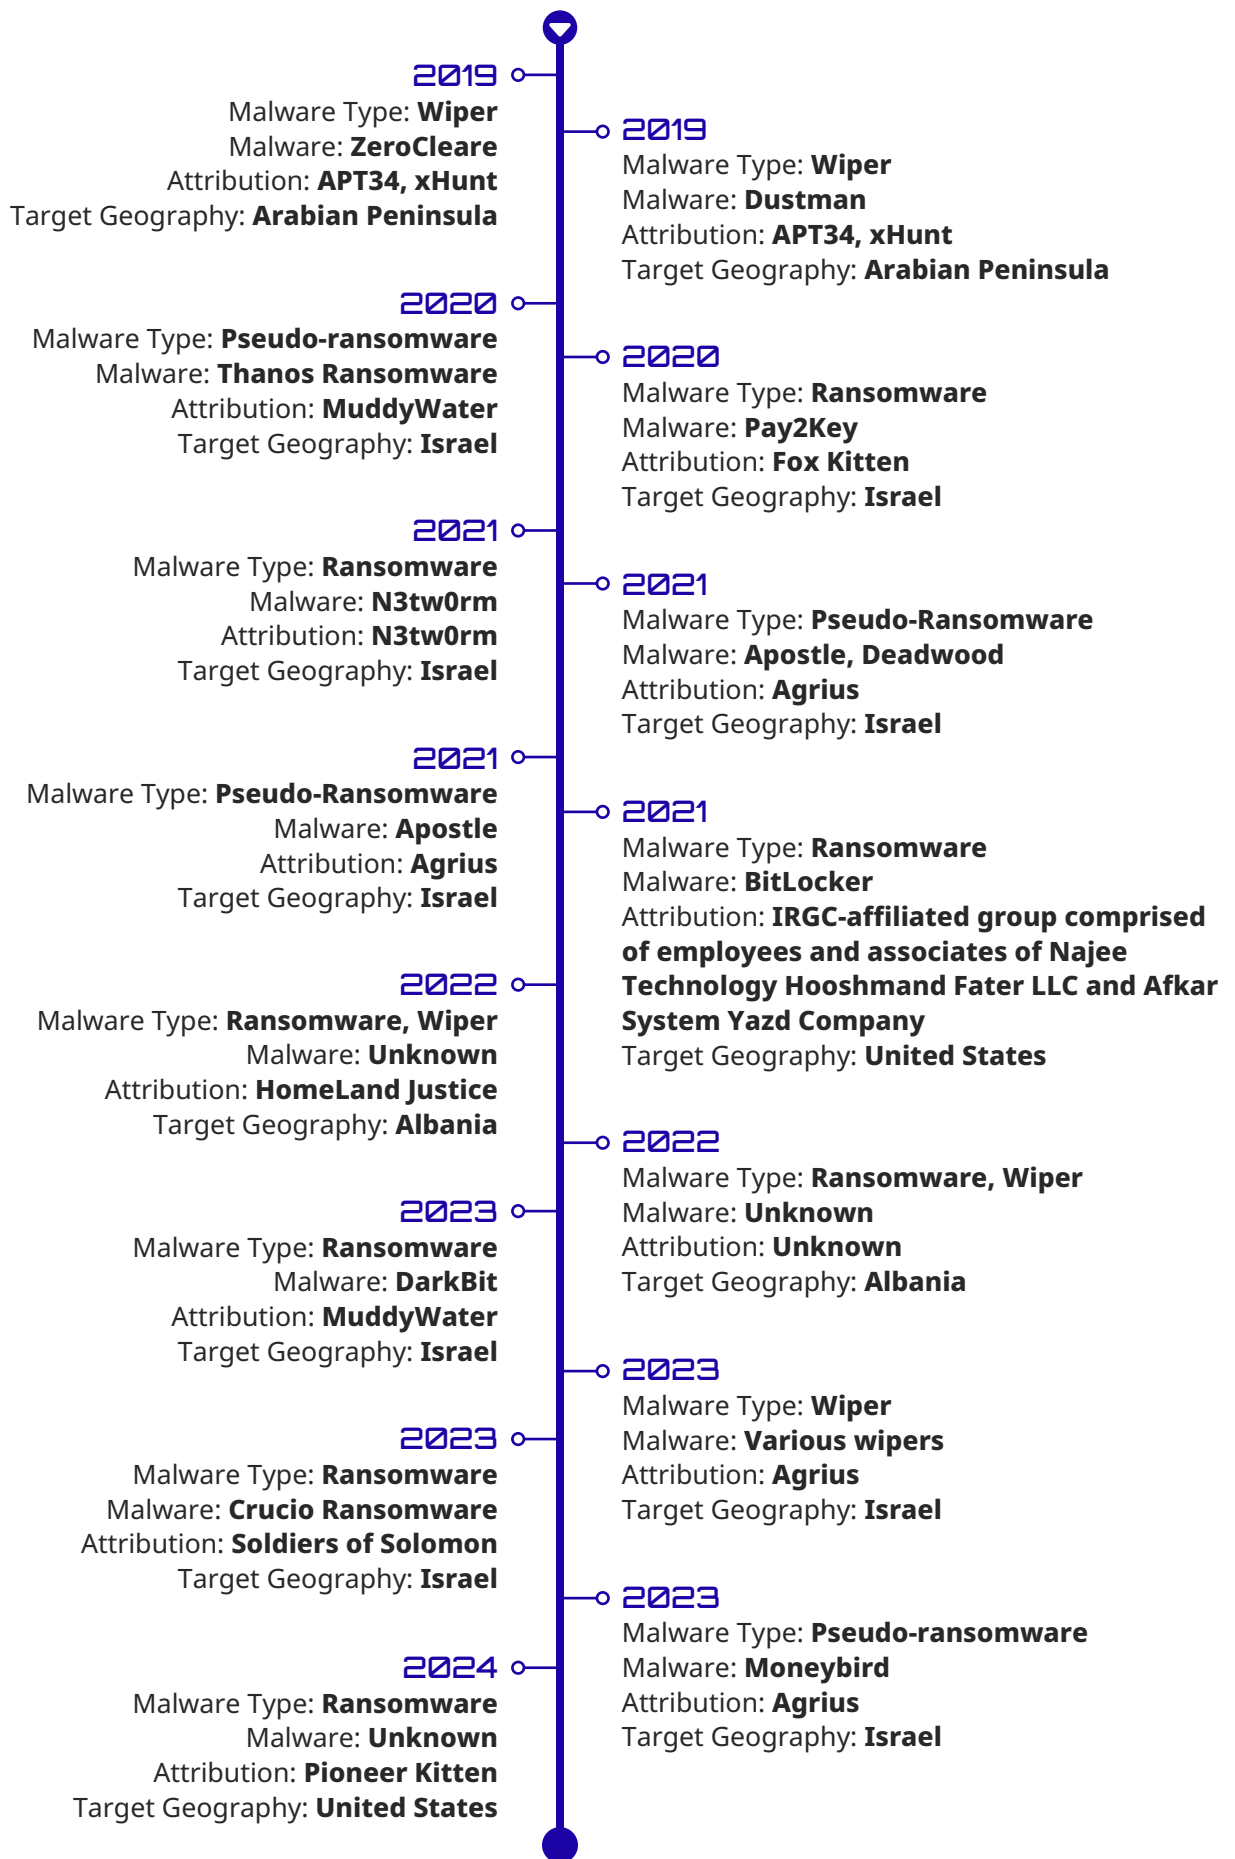 2019
Malware Type: Wiper
Malware: ZeroCleare
Attribution: APT34, xHunt
Target Geography: Arabian Peninsula
2019
Malware Type: Wiper
Malware: Dustman
Attribution: APT34, xHunt
Target Geography: Arabian Peninsula
2020
Malware Type: Pseudo-ransomware
Malware: Thanos Ransomware
Attribution: MuddyWater
Target Geography: Israel
2020
Malware Type: Ransomware
Malware: Pay2Key
Attribution: Fox Kitten
Target Geography: Israel
2021
Malware Type: Ransomware
Malware: N3tw0rm
Attribution: N3tw0rm
Target Geography: Israel
2021
Malware Type: Pseudo-Ransomware
Malware: Apostle, Deadwood
Attribution: Agrius
Target Geography: Israel
2021
Malware Type: Pseudo-Ransomware
Malware: Apostle
Attribution: Agrius
Target Geography: Israel
2021
Malware Type: Ransomware
Malware: BitLocker
Attribution: IRGC-affiliated group comprised
of employees and associates of Najee
Technology Hooshmand Fater LLC and Afkar
System Yazd Company
Target Geography: United States
2022
Malware Type: Ransomware, Wiper
Malware: Unknown
Attribution: HomeLand Justice
Target Geography: Albania
2022
Malware Type: Ransomware, Wiper
Malware: Unknown
Attribution: Unknown
Target Geography: Albania
2023
Malware Type: Ransomware
Malware: DarkBit
Attribution: MuddyWater
Target Geography: Israel
2023
Malware Type: Wiper
Malware: Various wipers
Attribution: Agrius
Target Geography: Israel
2023
Malware Type: Ransomware
Malware: Crucio Ransomware
Attribution: Soldiers of Solomon
Target Geography: Israel
2023
Malware Type: Pseudo-ransomware
Malware: Moneybird
Attribution: Agrius
Target Geography: Israel
2024
Malware Type: Ransomware
Malware: Unknown
Attribution: Pioneer Kitten
Target Geography: United States